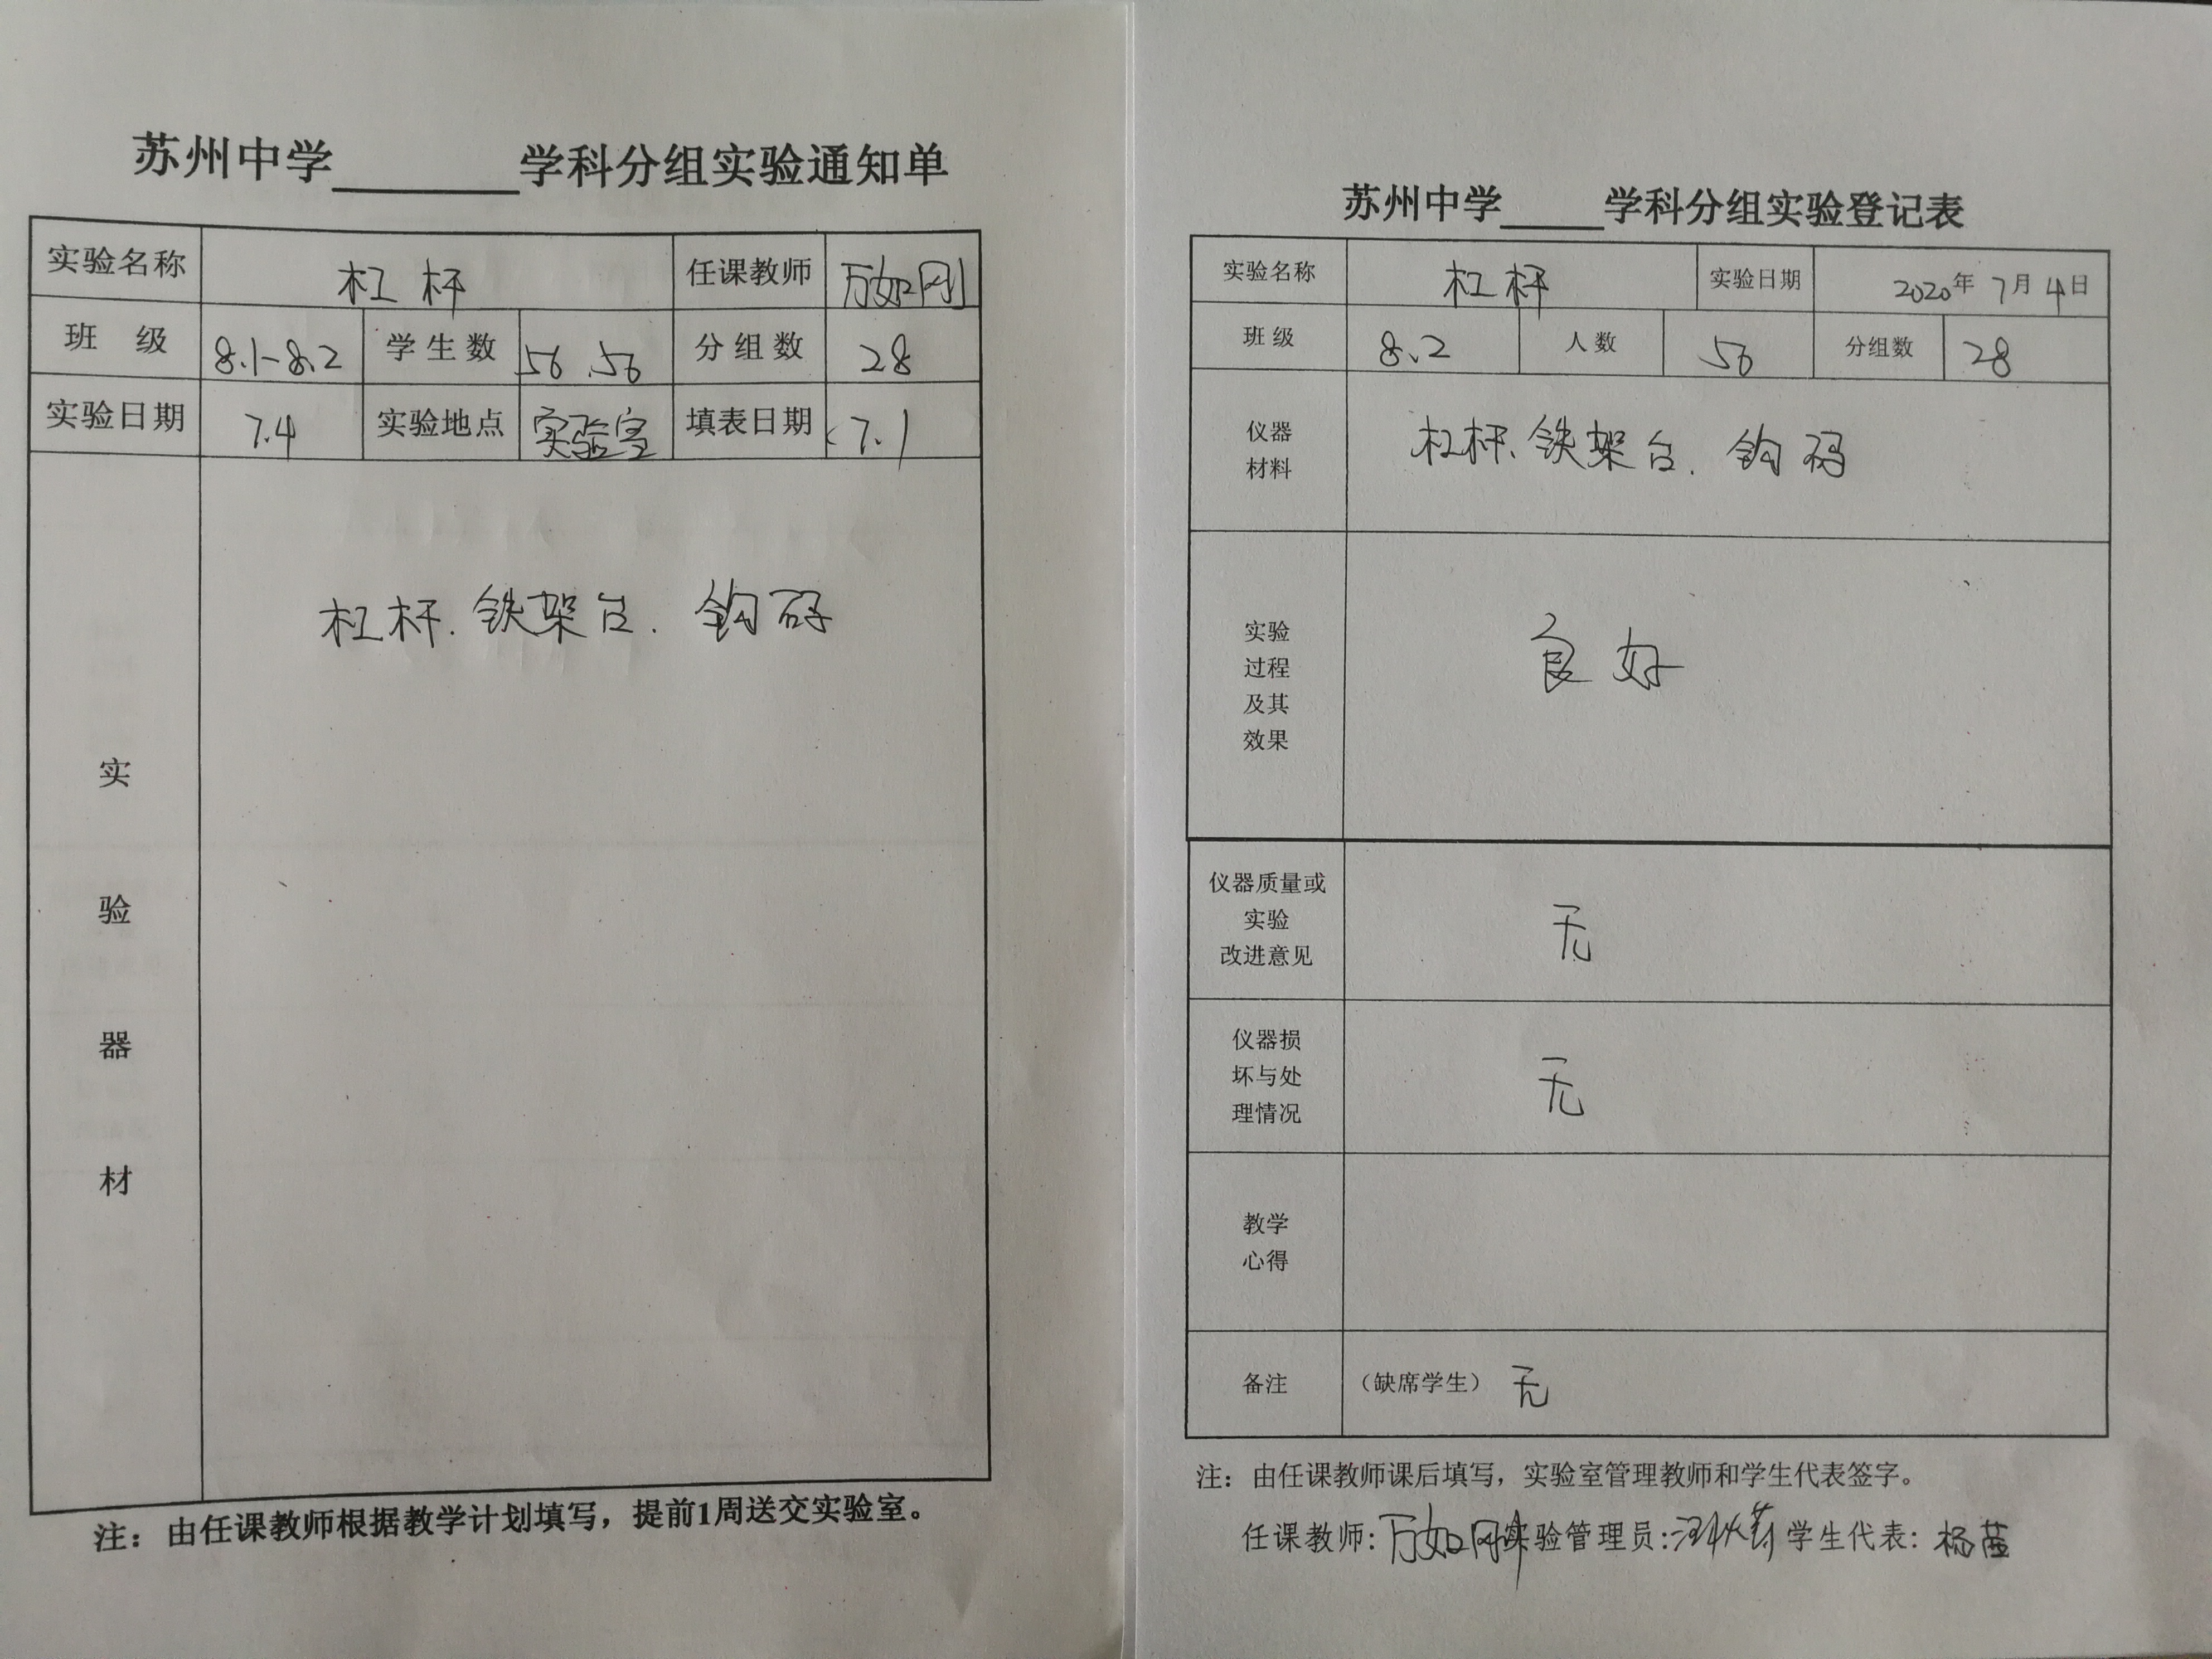 苏州中学______学科分组实验通知单
实验名称 杠杆 任课教师 万如刚
班 级 8.1-8.2 学生数 56、56 分组数 28
实验日期 7.4 实验地点 实验室 填表日期 7.1
实验器材 杠杆、铁架台、钩码
注：由任课教师根据教学计划填写，提前1周送交实验室。
苏州中学____学科分组实验登记表
实验名称 杠杆 实验日期 2020年7月4日
班级 8.2 人数 56 分组数 28
仪器
材料
杠杆、铁架台、钩码
实验
过程
及其
效果
良好
仪器质量或
实验
改进意见
无
仪器损
坏与处
理情况
无
教学
心得
备注 （缺席学生） 无
注：由任课教师课后填写，实验室管理教师和学生代表签字。
任课教师：万如刚 实验管理员： 学生代表：杨